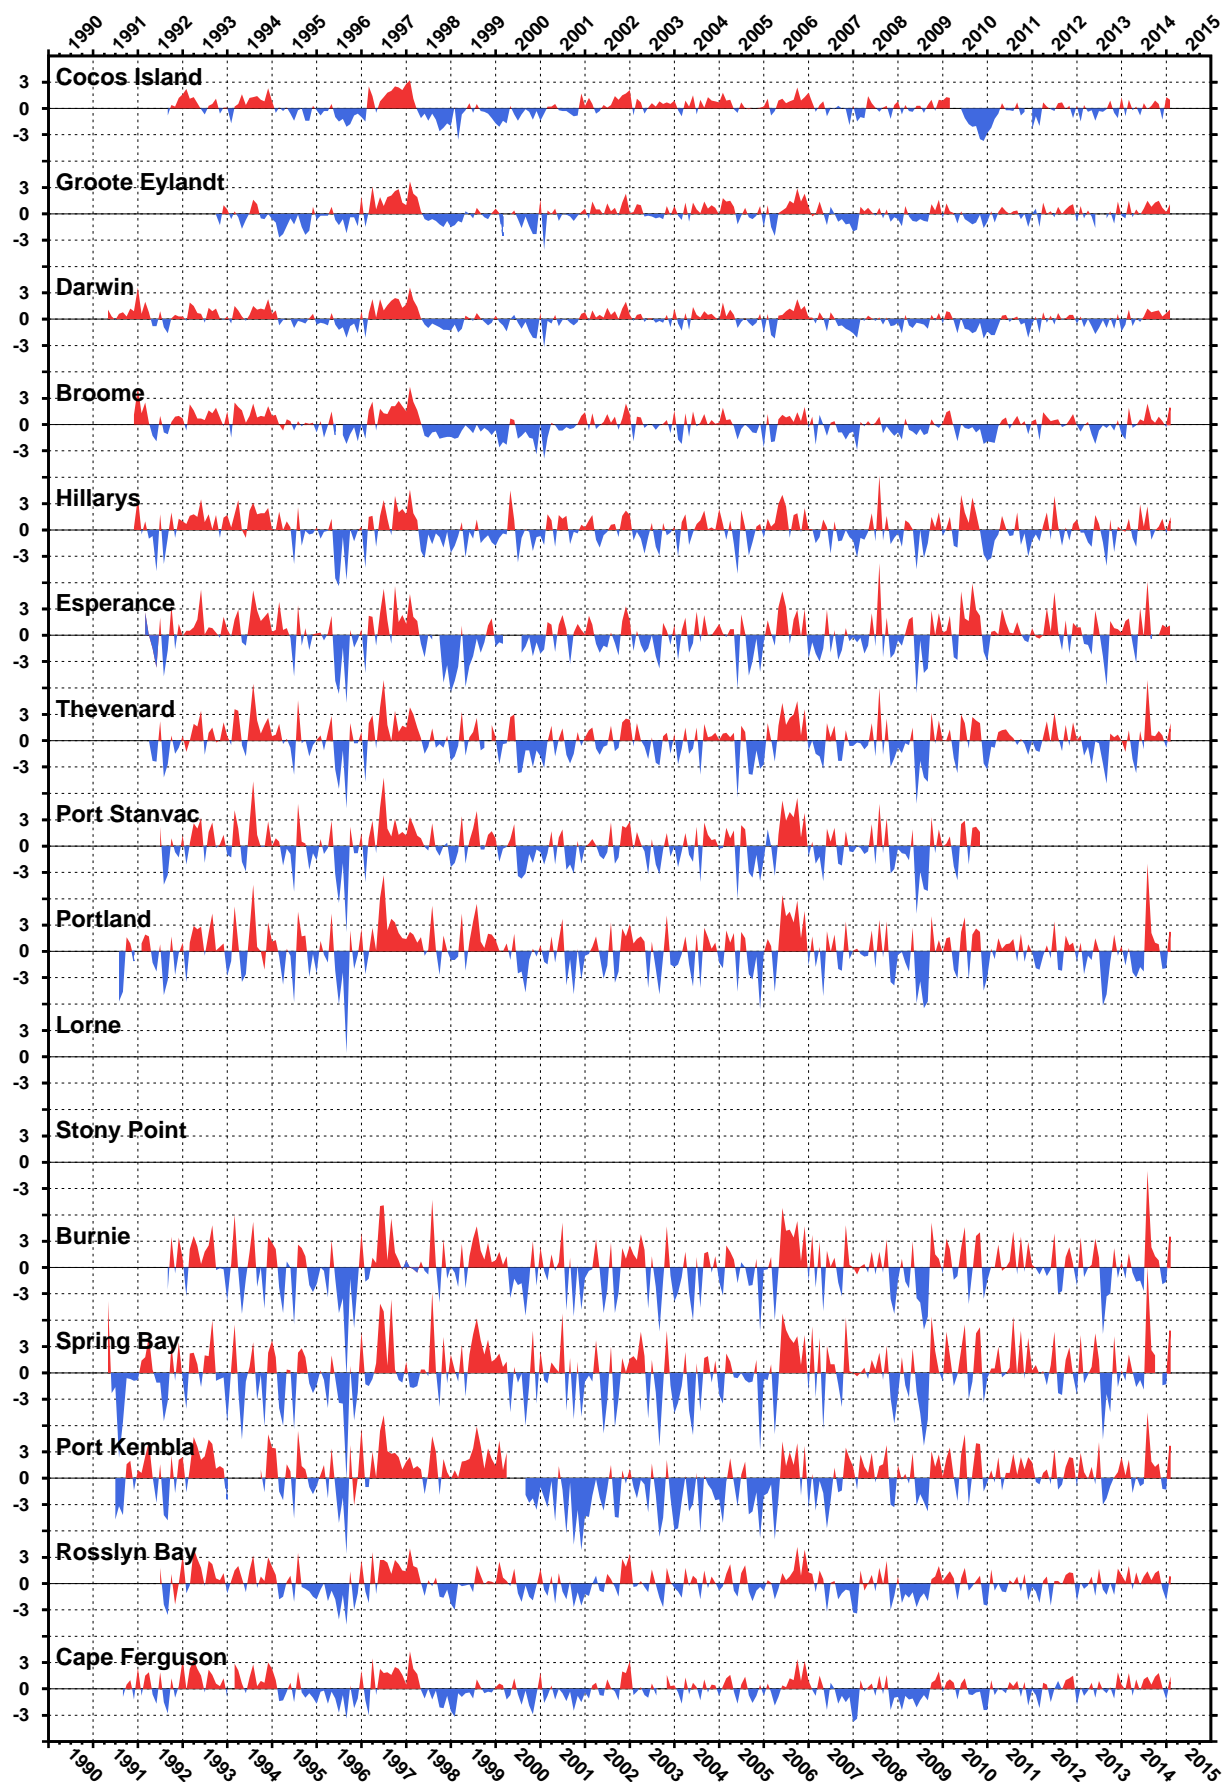 1990 1991 1992 1993 1994 1995 1996 1997 1998 1999 2000 2001 2002 2003 2004 2005 2006 2007 2008 2009 2010 2011 2012 2013 2014 2015
Cocos Island
3
0
-3
Groote Eylandt
3
0
-3
Darwin
3
0
-3
Broome
3
0
-3
Hillarys
3
0
-3
Esperance
3
0
-3
Thevenard
3
0
-3
Port Stanvac
3
0
-3
Portland
3
0
-3
Lorne
3
0
-3
Stony Point
3
0
-3
Burnie
3
0
-3
Spring Bay
3
0
-3
Port Kembla
3
0
-3
Rosslyn Bay
3
0
-3
Cape Ferguson
3
0
-3
1990 1991 1992 1993 1994 1995 1996 1997 1998 1999 2000 2001 2002 2003 2004 2005 2006 2007 2008 2009 2010 2011 2012 2013 2014 2015